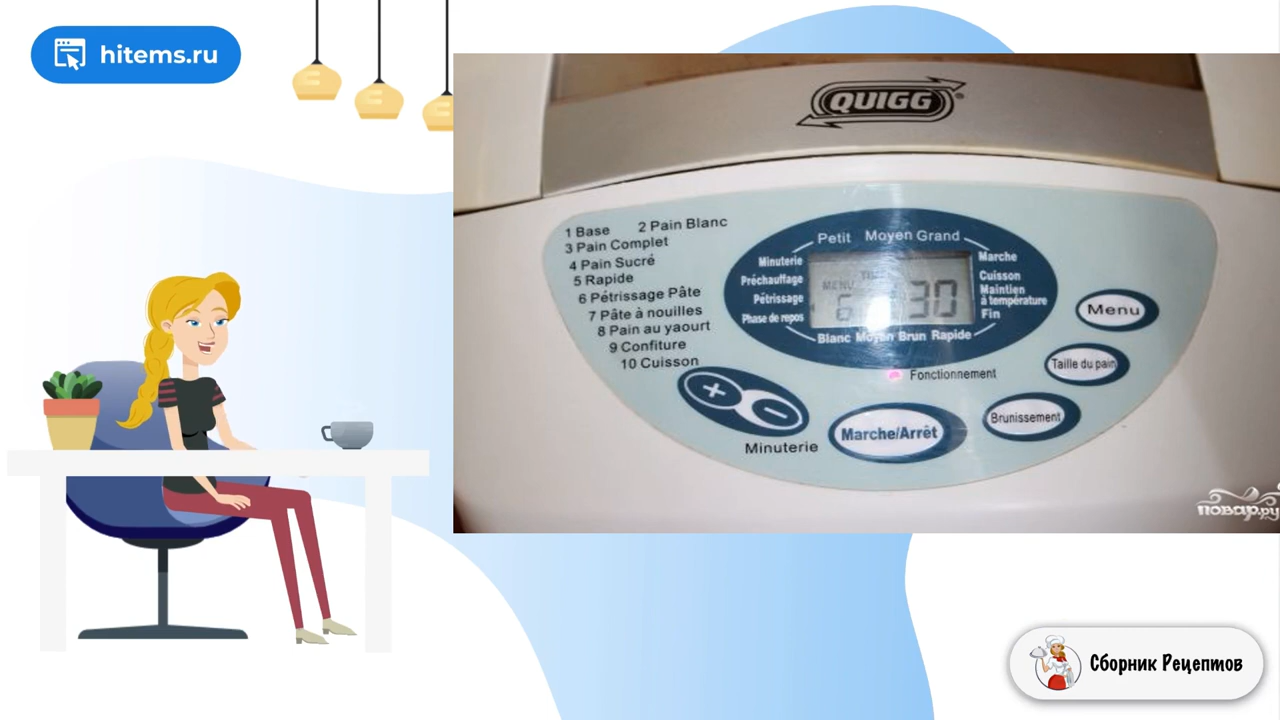 hitems.ru
QUIGG
1 Base 2 Pain Blanc
3 Pain Complet
4 Pain Sucré
5 Rapide
6 Pétrissage Pâte
7 Pâte à nouilles
8 Pain au yaourt
9 Confiture
10 Cuisson
Petit Moyen Grand
Minuterie
Préchauffage
Pétrissage
Phase de repos
MENU
6 30
Marche
Cuisson
Maintien
à température
Fin
Blanc Moyen Brun Rapide
Fonctionnement
Menu
Taille du pain
Brunissement
Marche/Arrêt
+ −
Minuterie
повар.ру
Сборник Рецептов